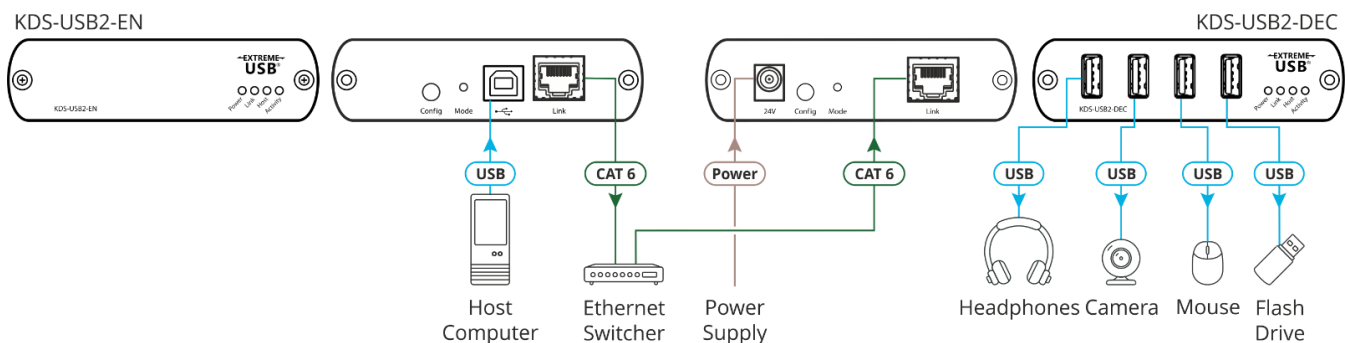 KDS-USB2-EN
KDS-USB2-DEC
EXTREME
USB®
Power Link Host Activity
KDS-USB2-EN
Config Mode Link
24V Config Mode Link
EXTREME
USB®
KDS-USB2-DEC
Power Link Host Activity
USB CAT 6 Power CAT 6 USB USB USB USB
Host
Computer
Ethernet
Switcher
Power
Supply
Headphones Camera Mouse Flash
Drive